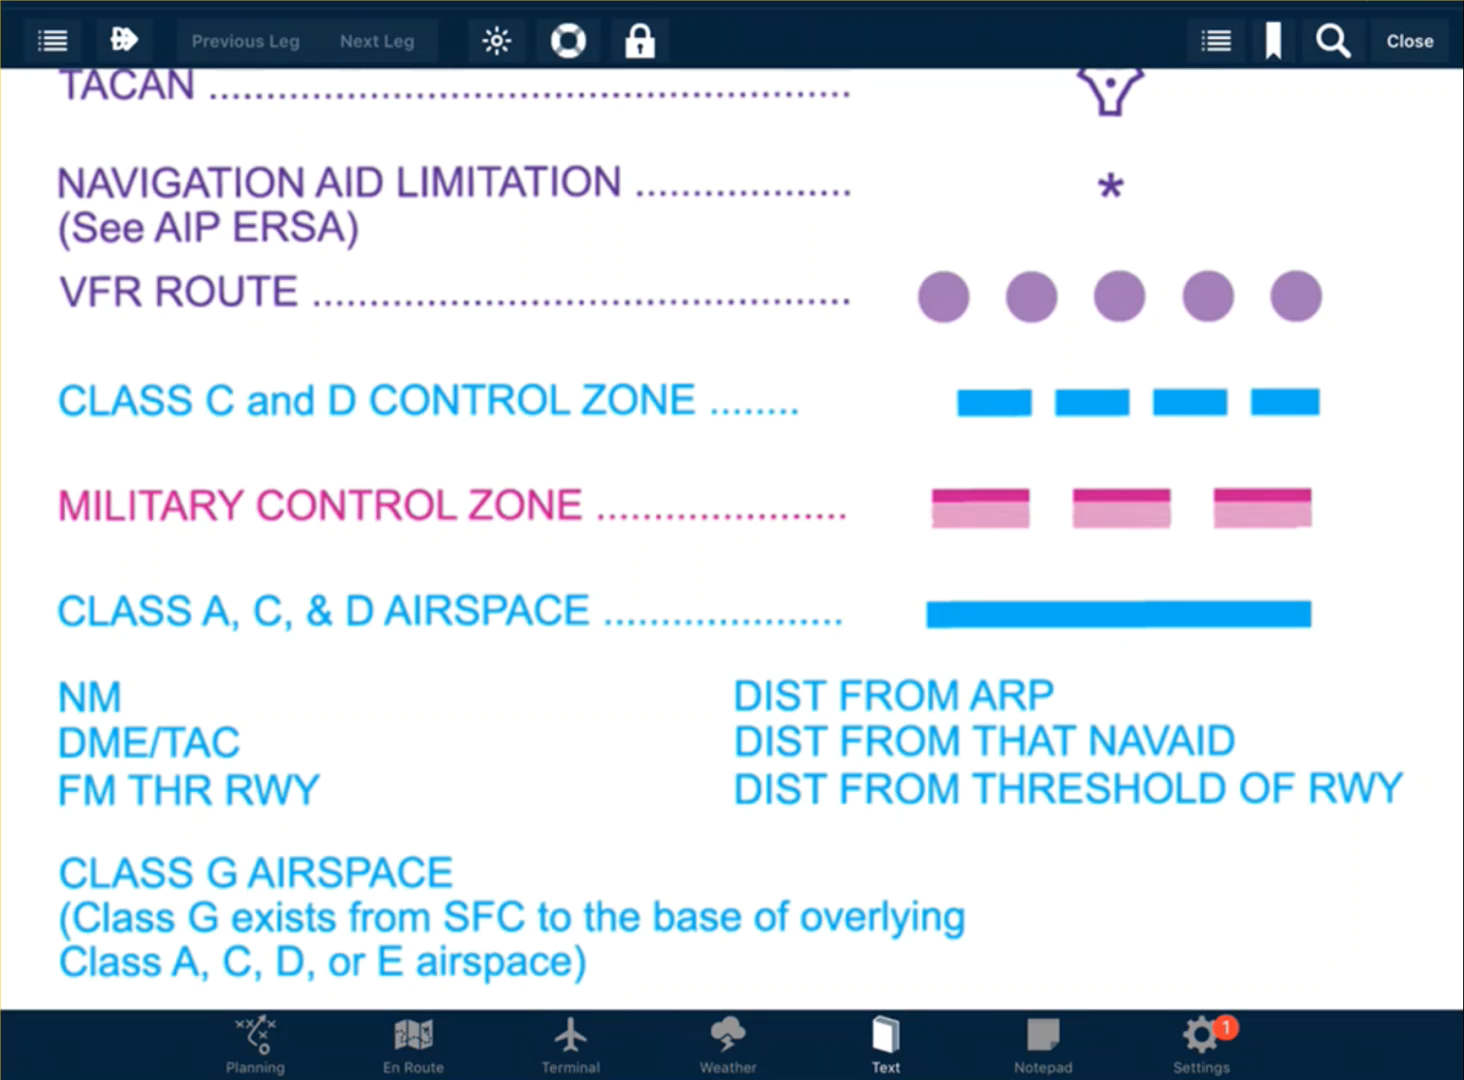 Previous Leg Next Leg Close
TACAN ........................................................
NAVIGATION AID LIMITATION ................... *
(See AIP ERSA)
VFR ROUTE ................................................
CLASS C and D CONTROL ZONE ........
MILITARY CONTROL ZONE ......................
CLASS A, C, & D AIRSPACE .....................
NM DIST FROM ARP
DME/TAC DIST FROM THAT NAVAID
FM THR RWY DIST FROM THRESHOLD OF RWY
CLASS G AIRSPACE
(Class G exists from SFC to the base of overlying
Class A, C, D, or E airspace)
1
Planning En Route Terminal Weather Text Notepad Settings